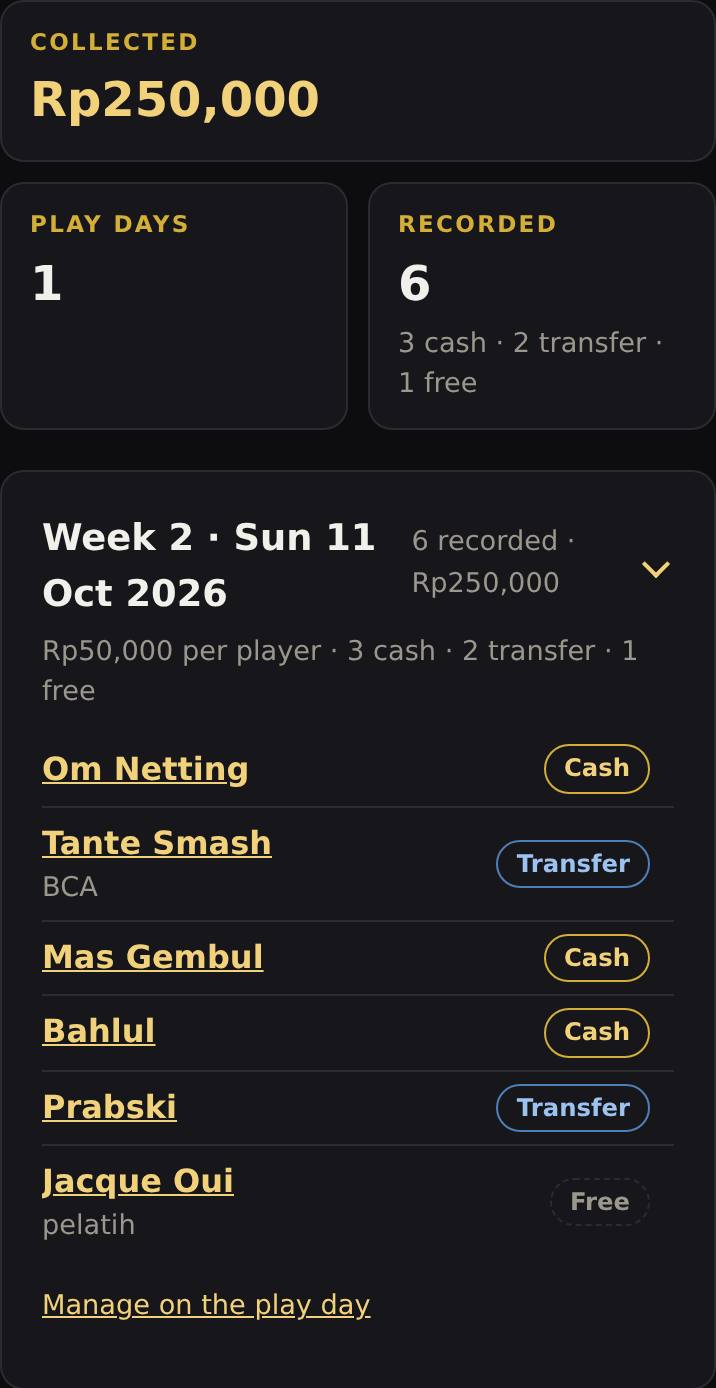 COLLECTED
Rp250,000
PLAY DAYS
1
RECORDED
6
3 cash · 2 transfer ·
1 free
Week 2 · Sun 11
Oct 2026
6 recorded ·
Rp250,000
Rp50,000 per player · 3 cash · 2 transfer · 1
free
Om Netting
Cash
Tante Smash
BCA
Transfer
Mas Gembul
Cash
Bahlul
Cash
Prabski
Transfer
Jacque Oui
pelatih
Free
Manage on the play day